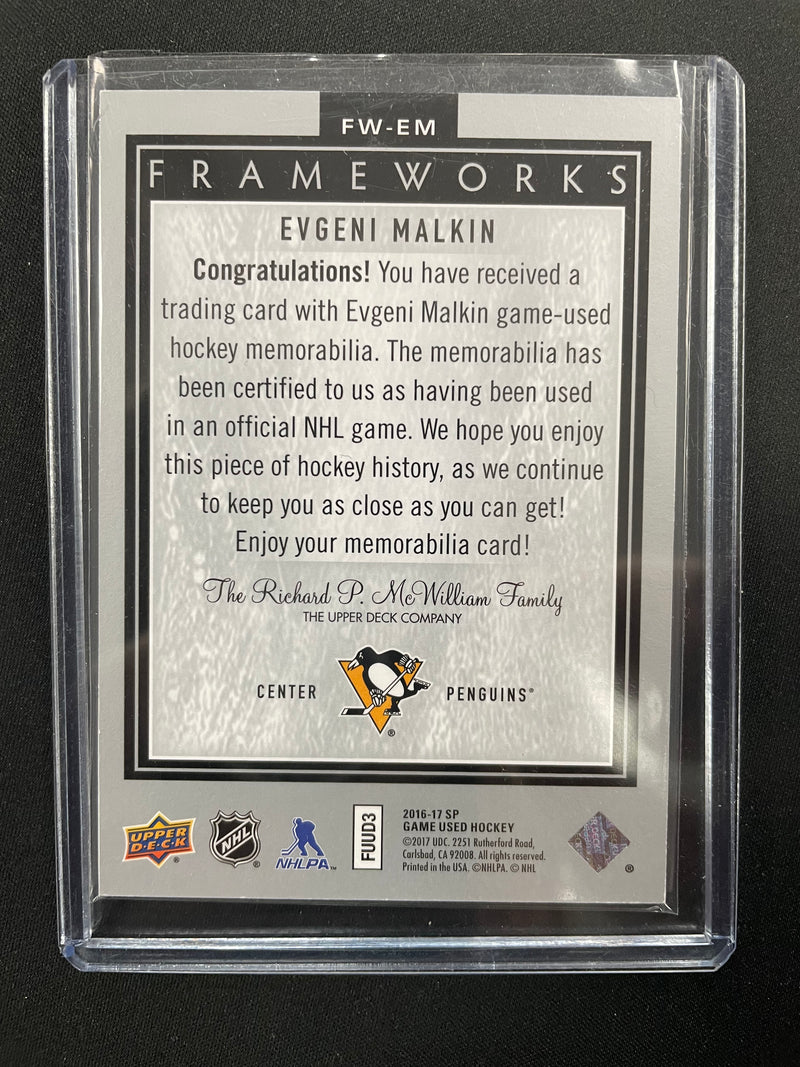 FW-EM
FRAMEWORKS
EVGENI MALKIN
Congratulations! You have received a
trading card with Evgeni Malkin game-used
hockey memorabilia. The memorabilia has
been certified to us as having been used
in an official NHL game. We hope you enjoy
this piece of hockey history, as we continue
to keep you as close as you can get!
Enjoy your memorabilia card!
The Richard P. McWilliam Family
THE UPPER DECK COMPANY
CENTER
PENGUINS®
®
UPPER
D·E·C·K
®
NHL
®
NHLPA™
FUUD3
2016-17 SP
GAME USED HOCKEY
©2017 UDC. 2251 Rutherford Road,
Carlsbad, CA 92008. All rights reserved.
Printed in the USA. ©NHLPA. © NHL
®